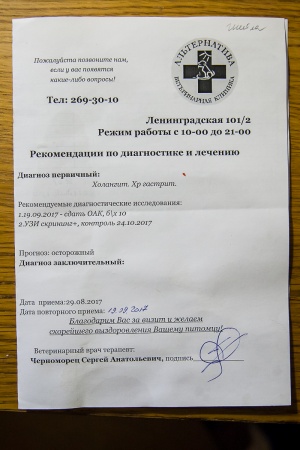 Пожалуйста позвоните нам,
если у вас появятся
какие-либо вопросы!
Тел: 269-30-10
АЛЬТЕРНАТИВА
ВЕТЕРИНАРНАЯ КЛИНИКА
Ленинградская 101/2
Режим работы с 10-00 до 21-00
Рекомендации по диагностике и лечению
Диагноз первичный:
Холангит. Хр гастрит.
Рекомендуемые диагностические исследования:
1.19.09.2017 - сдать ОАК, б\х 10
2.УЗИ скрининг+, контроль 24.10.2017
Прогноз: осторожный
Диагноз заключительный:
Дата приема:29.08.2017
Дата повторного приема: 19.09.2017
Благодарим Вас за визит и желаем
скорейшего выздоровления Вашему питомцу!
Ветеринарный врач терапевт:
Черноморец Сергей Анатольевич, подпись